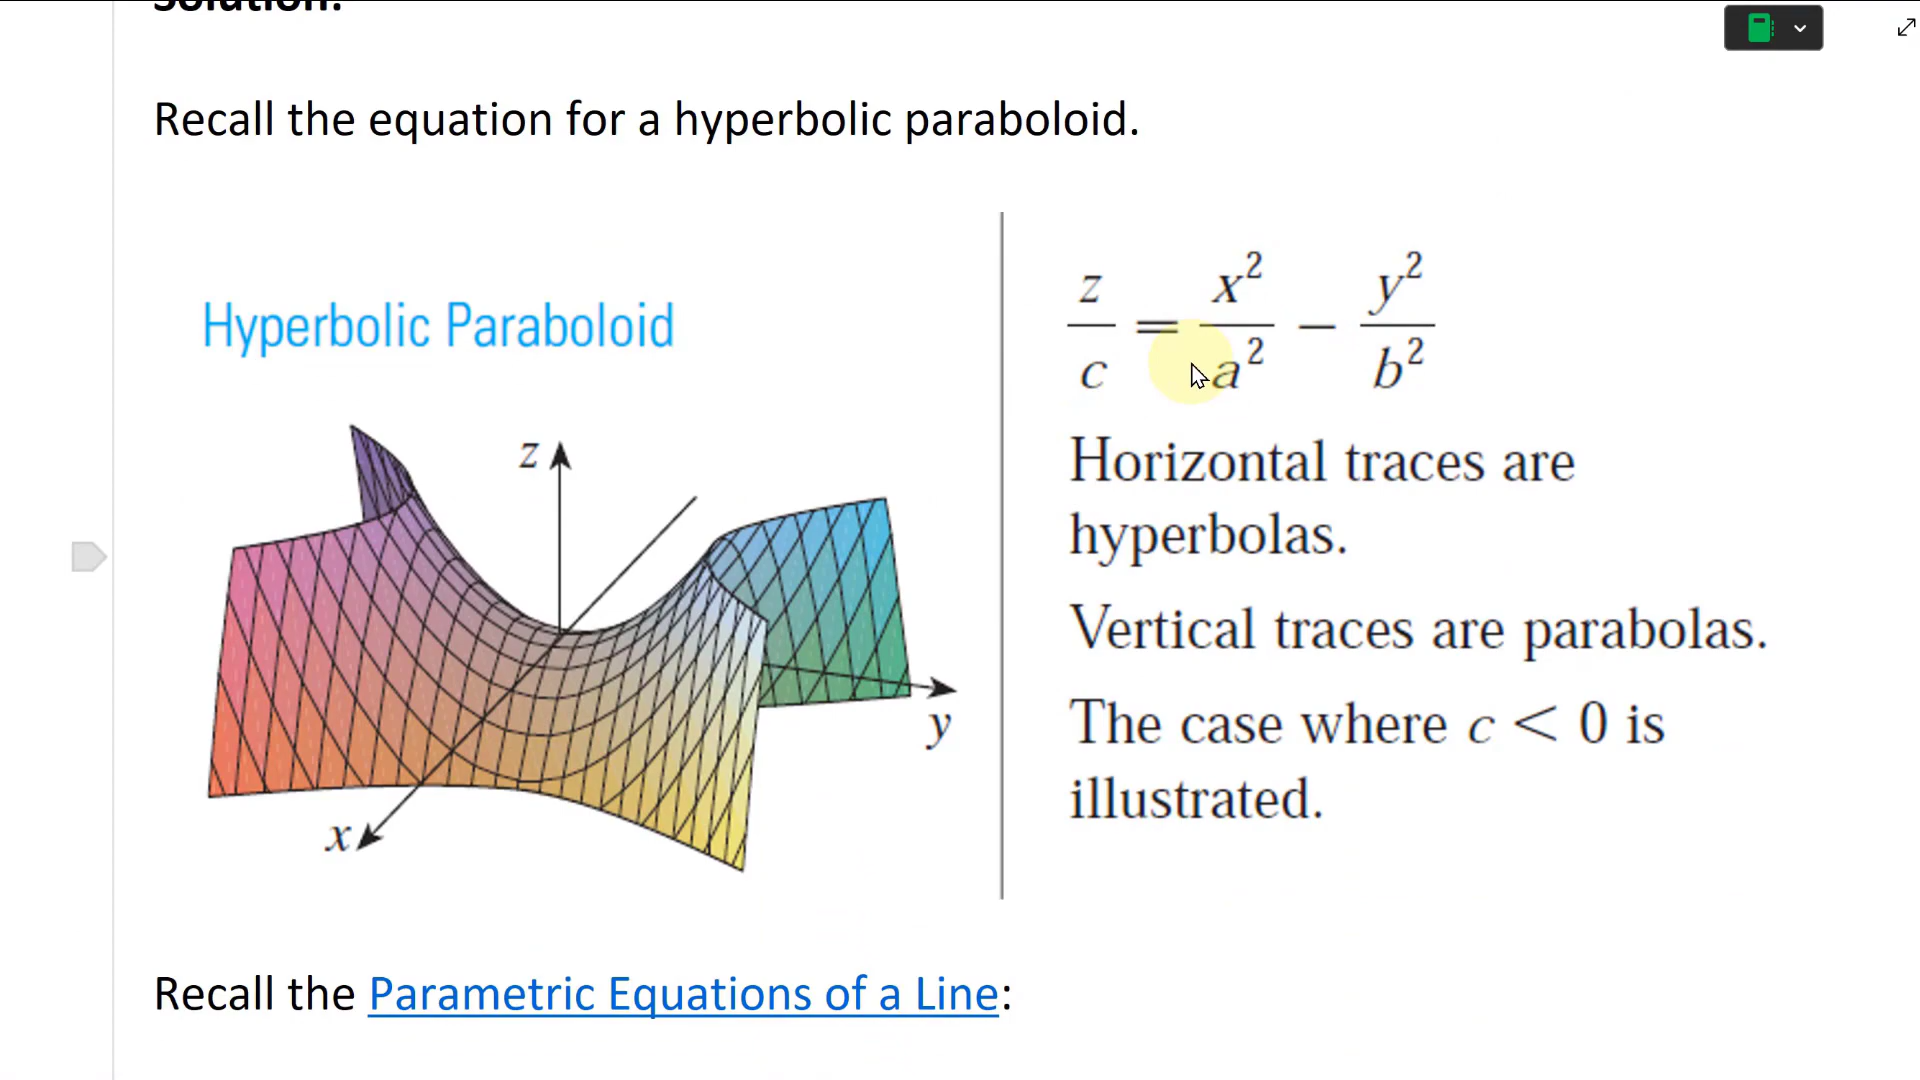 Solution:
Recall the equation for a hyperbolic paraboloid.
Hyperbolic Paraboloid
z
x
y
z/c = x²/a² − y²/b²
Horizontal traces are
hyperbolas.
Vertical traces are parabolas.
The case where c < 0 is
illustrated.
Recall the Parametric Equations of a Line: